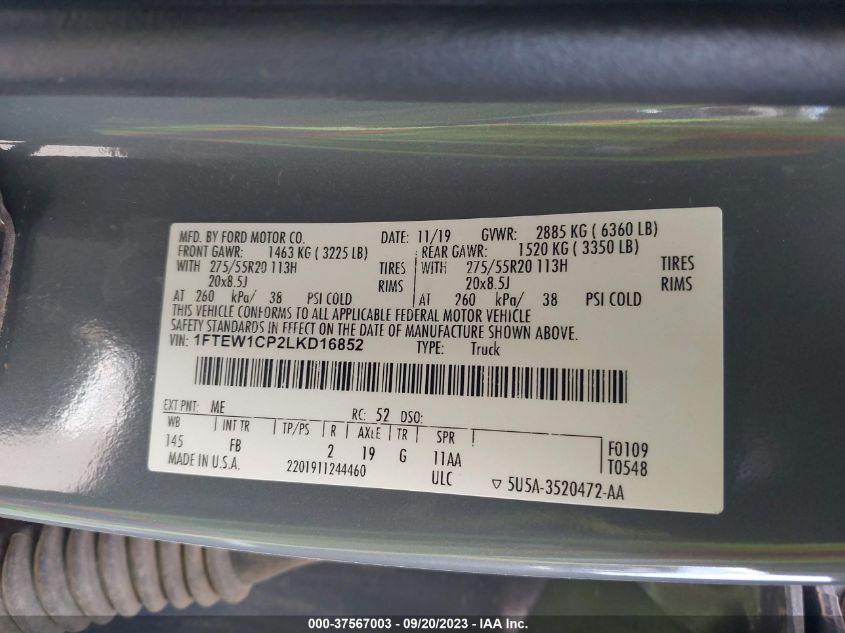 MFD. BY FORD MOTOR CO. DATE: 11/19 GVWR: 2885 KG ( 6360 LB)
FRONT GAWR: 1463 KG ( 3225 LB) REAR GAWR: 1520 KG ( 3350 LB)
WITH 275/55R20 113H TIRES WITH 275/55R20 113H TIRES
20x8.5J RIMS 20x8.5J RIMS
AT 260 kPa/ 38 PSI COLD AT 260 kPa/ 38 PSI COLD
THIS VEHICLE CONFORMS TO ALL APPLICABLE FEDERAL MOTOR VEHICLE
SAFETY STANDARDS IN EFFECT ON THE DATE OF MANUFACTURE SHOWN ABOVE.
VIN: 1FTEW1CP2LKD16852 TYPE: Truck
EXT PNT: ME RC: 52 DSO:
WB INT TR TP/PS R AXLE TR SPR F0109
145 FB 2 19 G 11AA T0548
MADE IN U.S.A. 2201911244460 ULC 5U5A-3520472-AA
000-37567003 - 09/20/2023 - IAA Inc.